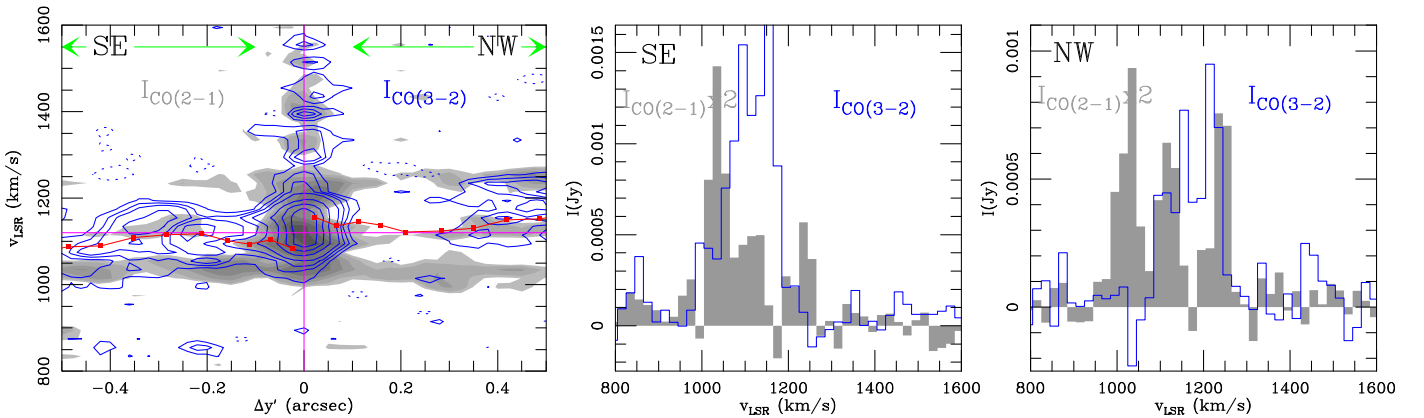 SE
NW
I_CO(2−1)
I_CO(3−2)
1600
1400
1200
1000
800
v_LSR (km/s)
−0.4
−0.2
0
0.2
0.4
Δy′ (arcsec)
SE
I_CO(2−1) x2
I_CO(3−2)
0.0015
0.001
0.0005
0
I(Jy)
800
1000
1200
1400
1600
v_LSR (km/s)
NW
I_CO(2−1) x2
I_CO(3−2)
0.001
0.0005
0
I(Jy)
800
1000
1200
1400
1600
v_LSR (km/s)